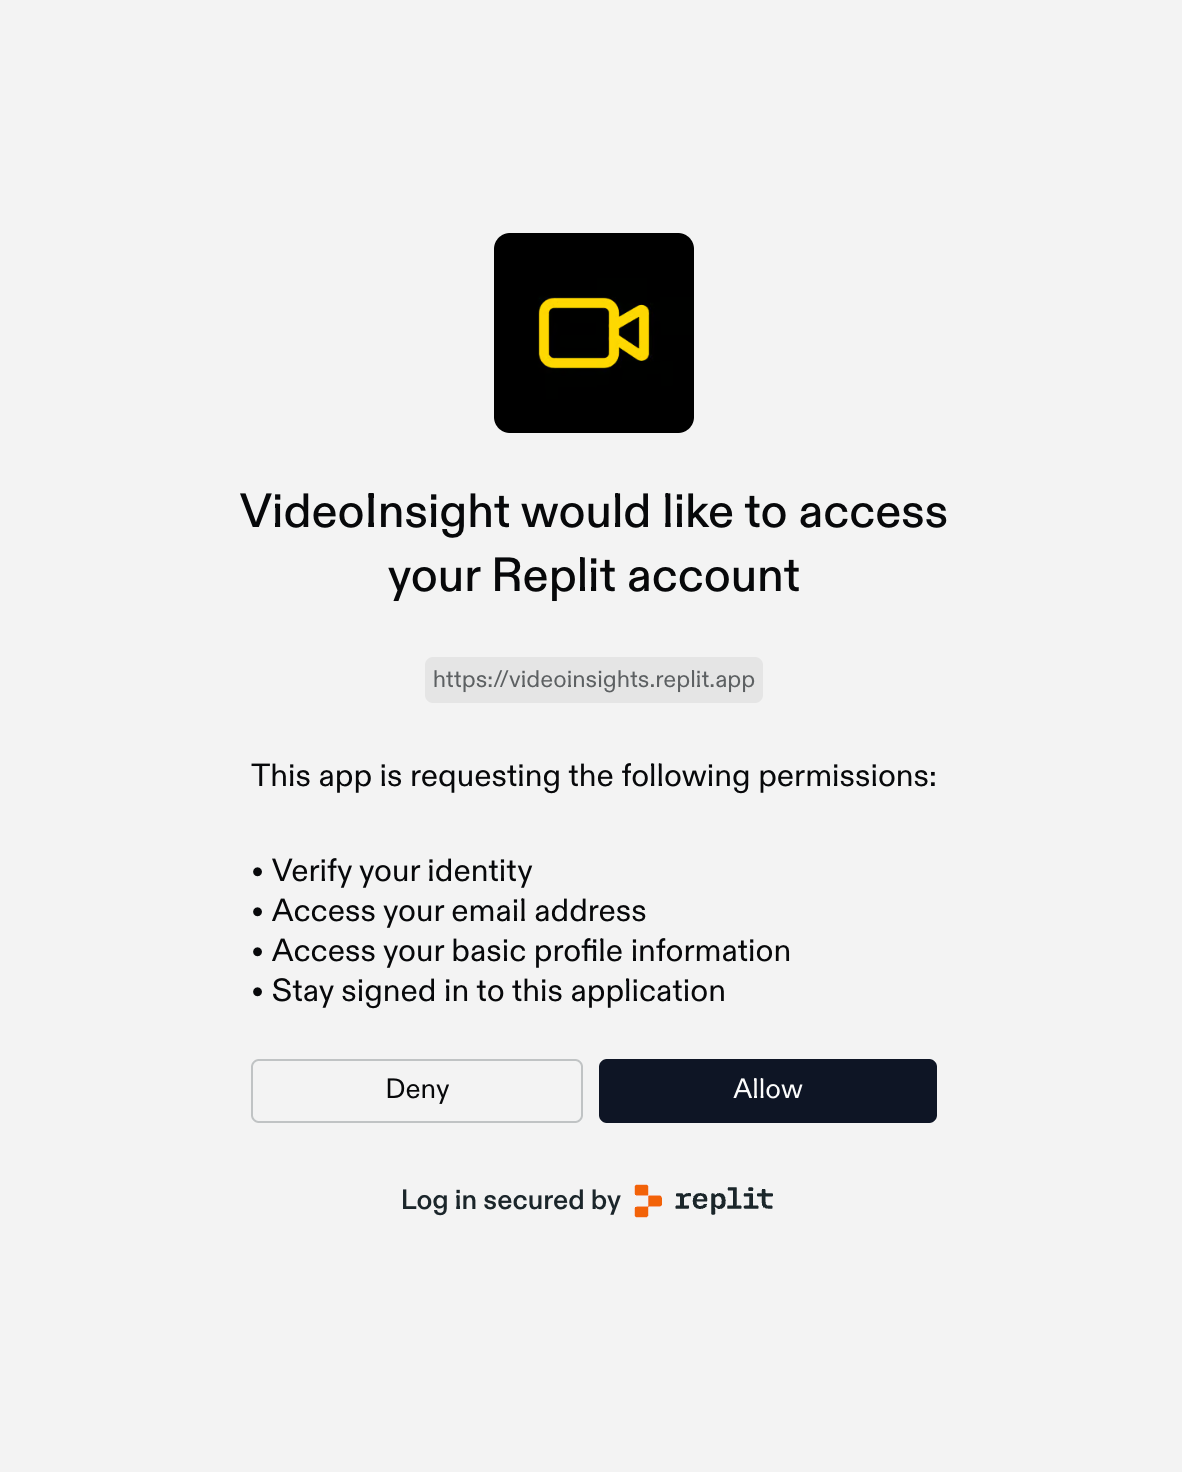 VideoInsight would like to access
your Replit account
https://videoinsights.replit.app
This app is requesting the following permissions:
• Verify your identity
• Access your email address
• Access your basic profile information
• Stay signed in to this application
Deny Allow
Log in secured by replit